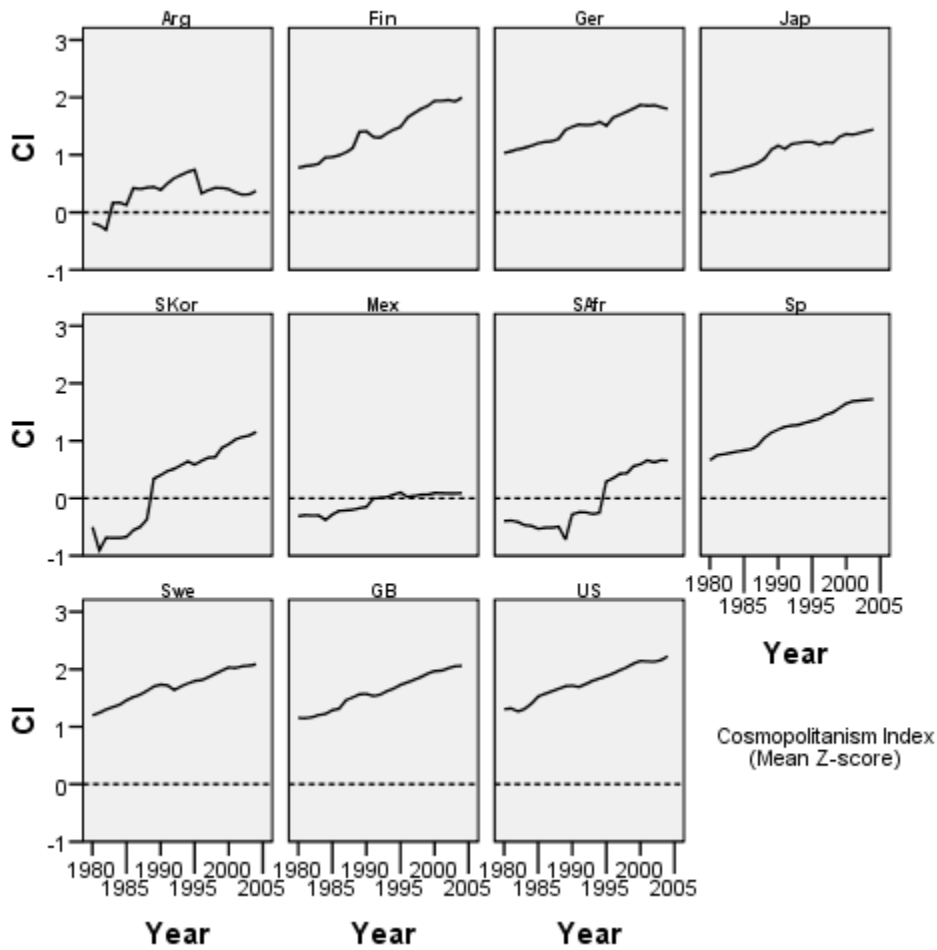 Arg Fin Ger Jap
3
2
1
0
-1
CI
SKor Mex SAfr Sp
3
2
1
0
-1
CI
1980 1990 2000
1985 1995 2005
Year
Swe GB US
3
2
1
0
-1
CI
Cosmopolitanism Index
(Mean Z-score)
1980 1990 2000 1980 1990 2000 1980 1990 2000
1985 1995 2005 1985 1995 2005 1985 1995 2005
Year Year Year